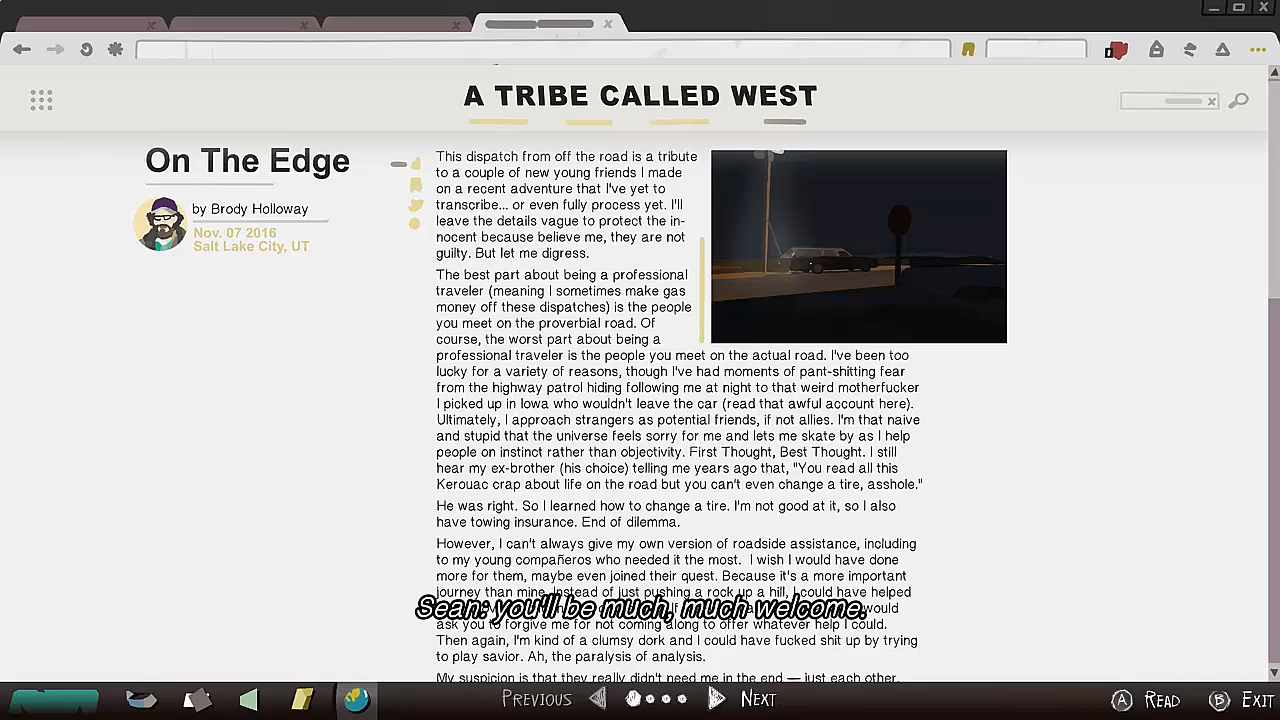 A TRIBE CALLED WEST
On The Edge
by Brody Holloway
Nov. 07 2016
Salt Lake City, UT
This dispatch from off the road is a tribute
to a couple of new young friends I made
on a recent adventure that I've yet to
transcribe... or even fully process yet. I'll
leave the details vague to protect the in-
nocent because believe me, they are not
guilty. But let me digress.
The best part about being a professional
traveler (meaning I sometimes make gas
money off these dispatches) is the people
you meet on the proverbial road. Of
course, the worst part about being a
professional traveler is the people you meet on the actual road. I've been too
lucky for a variety of reasons, though I've had moments of pant-shitting fear
from the highway patrol hiding following me at night to that weird motherfucker
I picked up in Iowa who wouldn't leave the car (read that awful account here).
Ultimately, I approach strangers as potential friends, if not allies. I'm that naive
and stupid that the universe feels sorry for me and lets me skate by as I help
people on instinct rather than objectivity. First Thought, Best Thought. I still
hear my ex-brother (his choice) telling me years ago that, "You read all this
Kerouac crap about life on the road but you can't even change a tire, asshole."
He was right. So I learned how to change a tire. I'm not good at it, so I also
have towing insurance. End of dilemma.
However, I can't always give my own version of roadside assistance, including
to my young compañeros who needed it the most.  I wish I would have done
more for them, maybe even joined their quest. Because it's a more important
journey than mine. Instead of just pushing a rock up a hill, I could have helped
Sean: you'll be much, much welcome.
would
ask you to forgive me for not coming along to offer whatever help I could.
Then again, I'm kind of a clumsy dork and I could have fucked shit up by trying
to play savior. Ah, the paralysis of analysis.
My suspicion is that they really didn't need me in the end — just each other.
PREVIOUS
NEXT
A READ
B EXIT